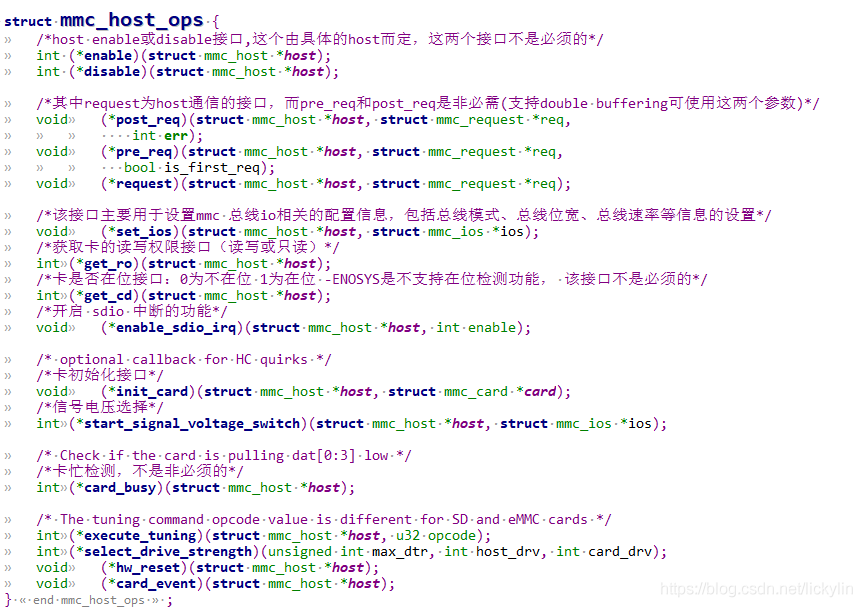 struct mmc_host_ops {
/*host enable或disable接口,这个由具体的host而定，这两个接口不是必须的*/
int (*enable)(struct mmc_host *host);
int (*disable)(struct mmc_host *host);
/*其中request为host通信的接口，而pre_req和post_req是非必需(支持double buffering可使用这两个参数)*/
void (*post_req)(struct mmc_host *host, struct mmc_request *req,
int err);
void (*pre_req)(struct mmc_host *host, struct mmc_request *req,
bool is_first_req);
void (*request)(struct mmc_host *host, struct mmc_request *req);
/*该接口主要用于设置mmc 总线io相关的配置信息，包括总线模式、总线位宽、总线速率等信息的设置*/
void (*set_ios)(struct mmc_host *host, struct mmc_ios *ios);
/*获取卡的读写权限接口（读写或只读）*/
int (*get_ro)(struct mmc_host *host);
/*卡是否在位接口：0为不在位 1为在位 -ENOSYS是不支持在位检测功能， 该接口不是必须的*/
int (*get_cd)(struct mmc_host *host);
/*开启 sdio 中断的功能*/
void (*enable_sdio_irq)(struct mmc_host *host, int enable);
/* optional callback for HC quirks */
/*卡初始化接口*/
void (*init_card)(struct mmc_host *host, struct mmc_card *card);
/*信号电压选择*/
int (*start_signal_voltage_switch)(struct mmc_host *host, struct mmc_ios *ios);
/* Check if the card is pulling dat[0:3] low */
/*卡忙检测，不是非必须的*/
int (*card_busy)(struct mmc_host *host);
/* The tuning command opcode value is different for SD and eMMC cards */
int (*execute_tuning)(struct mmc_host *host, u32 opcode);
int (*select_drive_strength)(unsigned int max_dtr, int host_drv, int card_drv);
void (*hw_reset)(struct mmc_host *host);
void (*card_event)(struct mmc_host *host);
} « end mmc_host_ops » ;
https://blog.csdn.net/lickylin